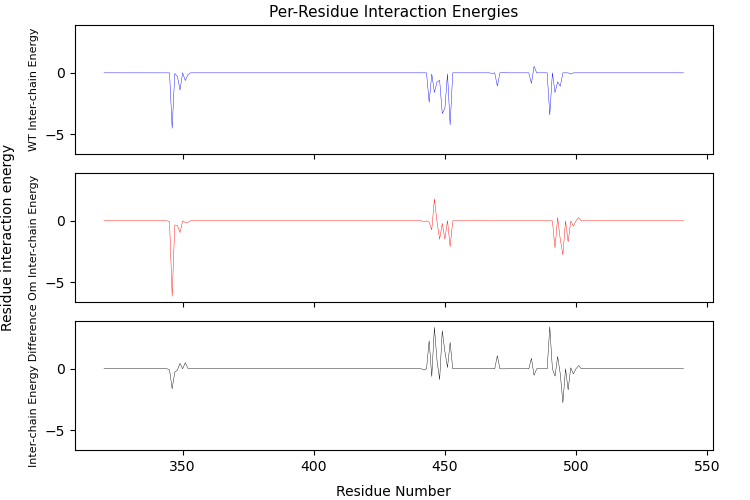 Per-Residue Interaction Energies
WT Inter-chain Energy
0
−5
Residue interaction energy
Om Inter-chain Energy
0
−5
Inter-chain Energy Difference
0
−5
350
400
450
500
550
Residue Number